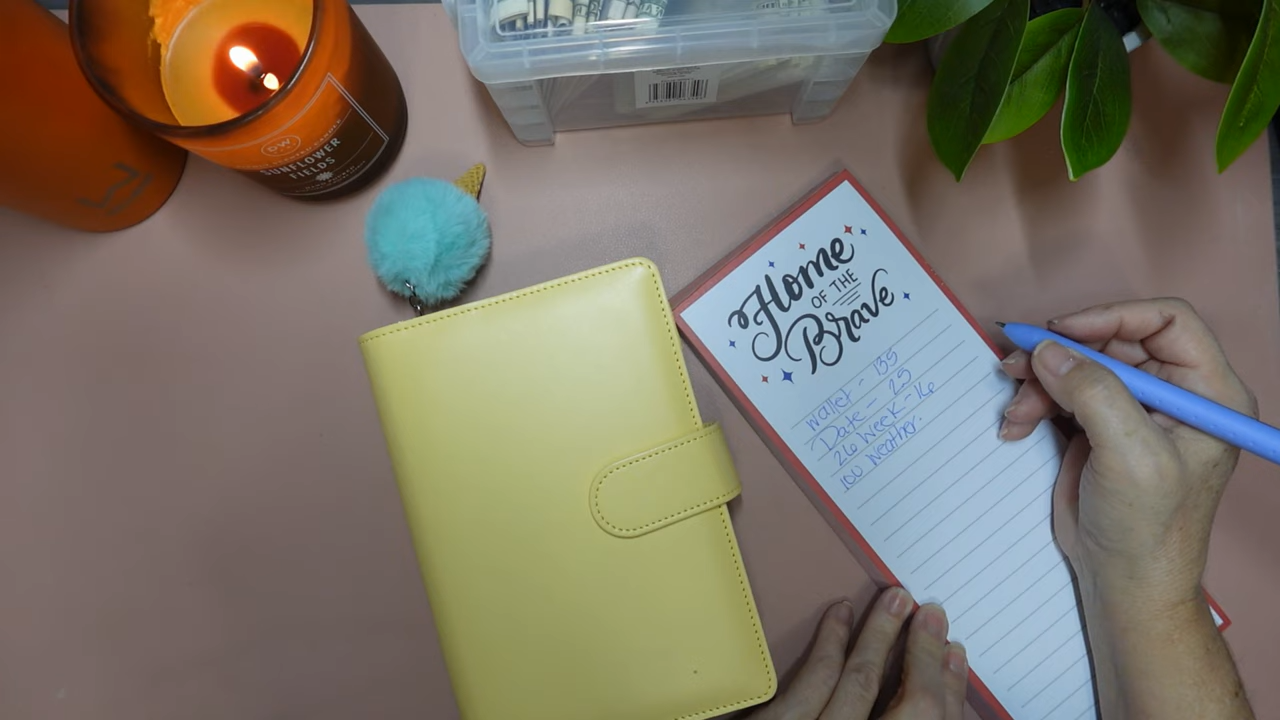 DW
SUNFLOWER
FIELDS
Home
OF THE
Brave
Wallet - 135
Date - 25
26 Week - 16
100 Weather.